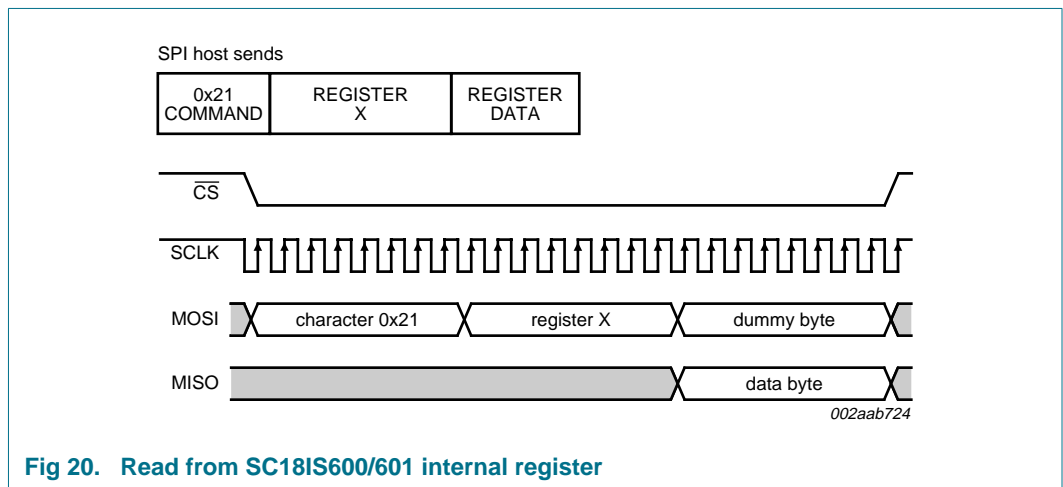 SPI host sends
0x21 REGISTER REGISTER
COMMAND X DATA
CS
SCLK
MOSI character 0x21 register X dummy byte
MISO data byte
002aab724
Fig 20. Read from SC18IS600/601 internal register